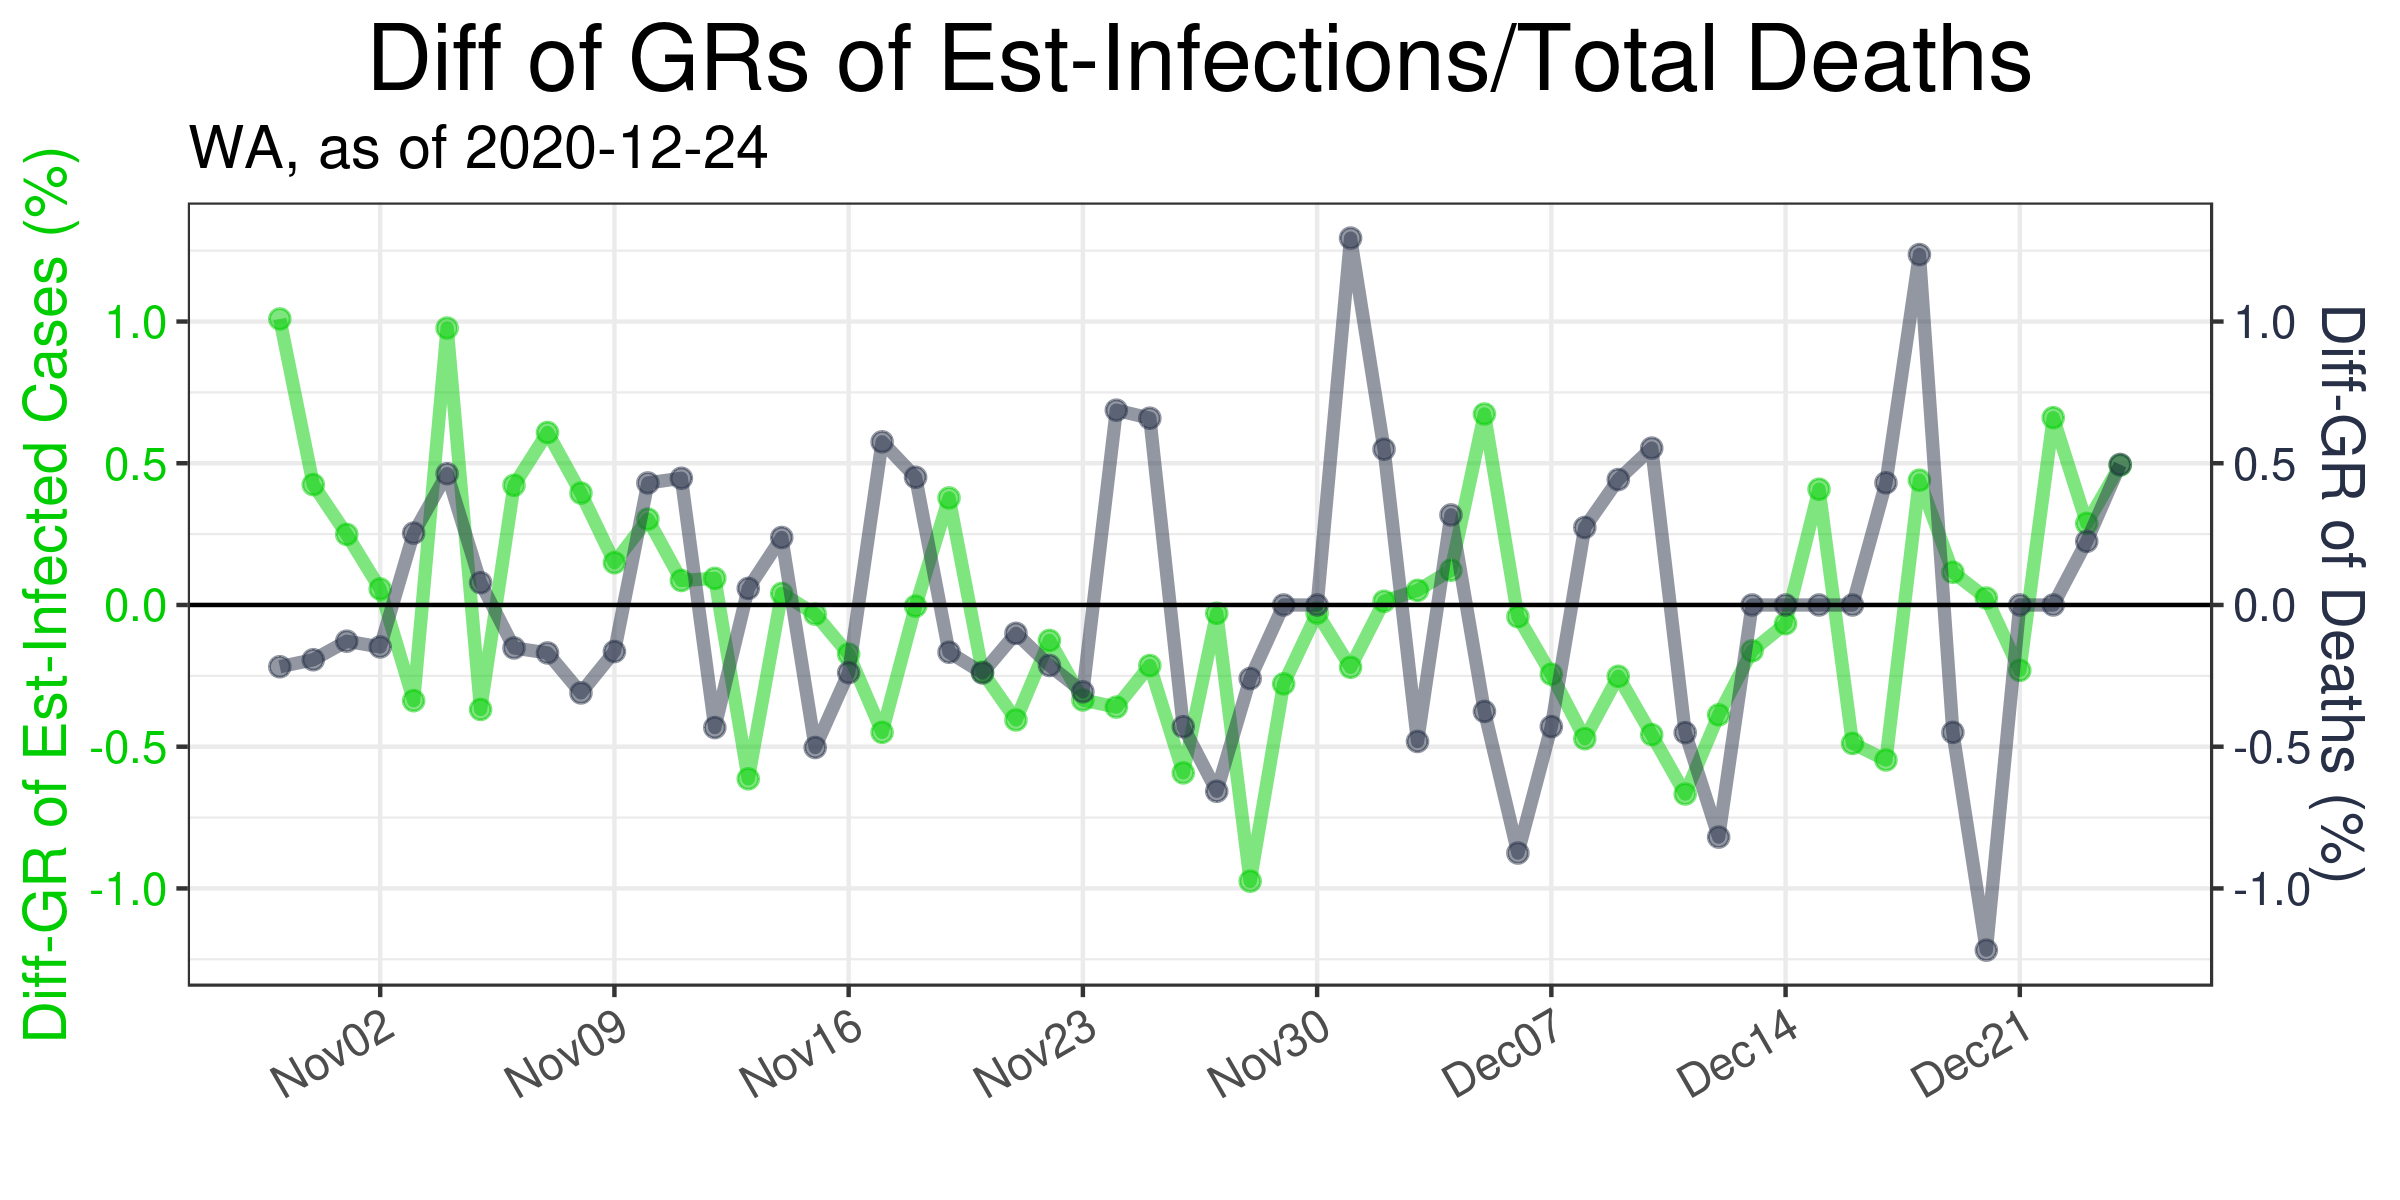 Diff of GRs of Est-Infections/Total Deaths
WA, as of 2020-12-24
Diff-GR of Est-Infected Cases (%)
1.0
0.5
0.0
-0.5
-1.0
1.0
0.5
0.0
-0.5
-1.0
Diff-GR of Deaths (%)
Nov02
Nov09
Nov16
Nov23
Nov30
Dec07
Dec14
Dec21